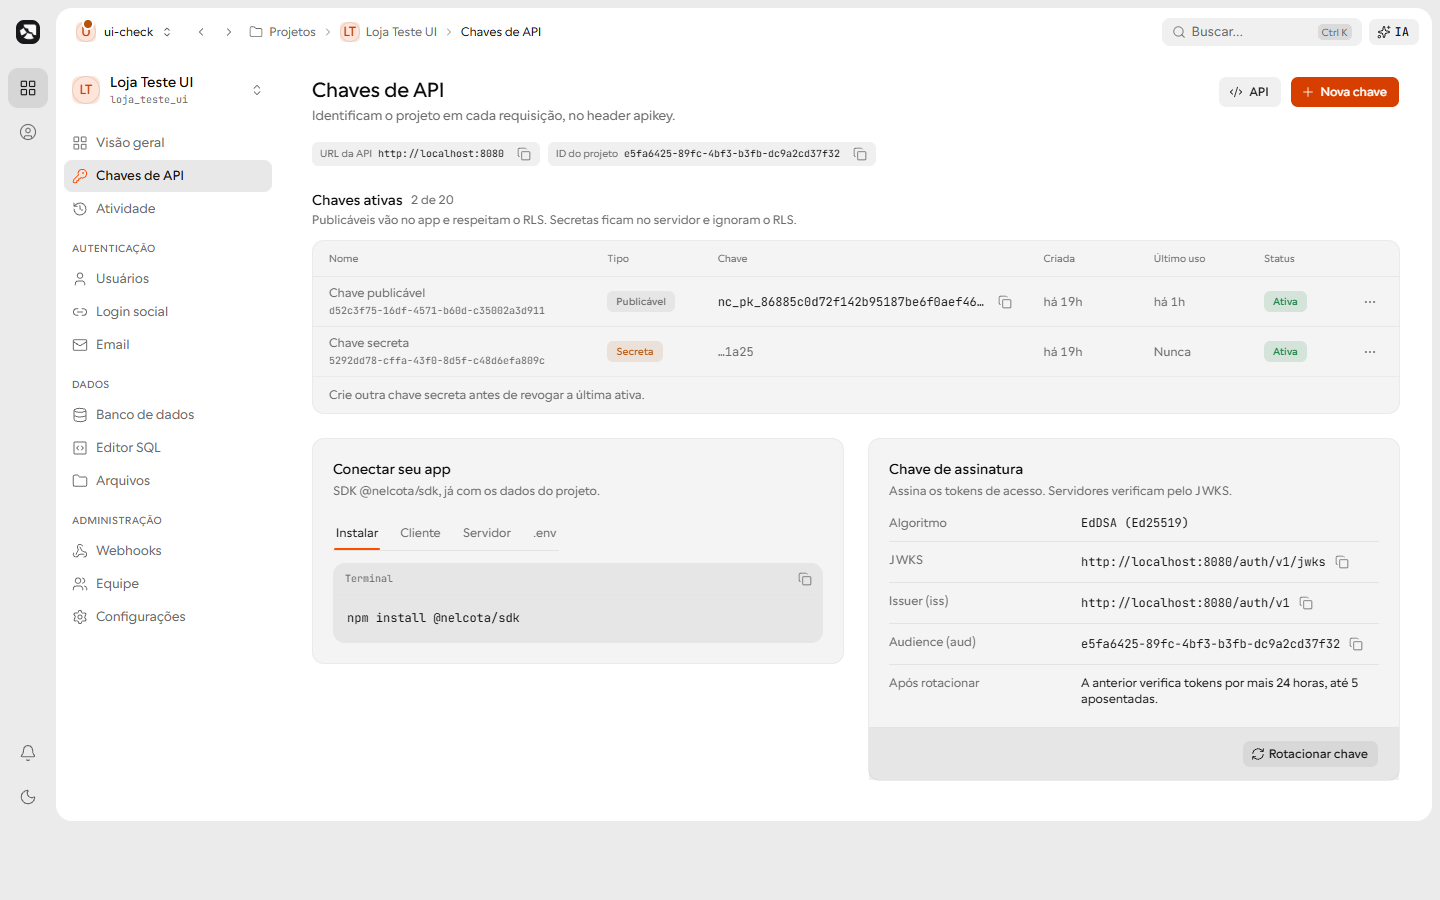 U ui-check
Projetos
LT Loja Teste UI
Chaves de API
Buscar...
Ctrl K
IA
LT
Loja Teste UI
loja_teste_ui
Visão geral
Chaves de API
Atividade
AUTENTICAÇÃO
Usuários
Login social
Email
DADOS
Banco de dados
Editor SQL
Arquivos
ADMINISTRAÇÃO
Webhooks
Equipe
Configurações
Chaves de API
Identificam o projeto em cada requisição, no header apikey.
API
Nova chave
URL da API http://localhost:8080
ID do projeto e5fa6425-89fc-4bf3-b3fb-dc9a2cd37f32
Chaves ativas 2 de 20
Publicáveis vão no app e respeitam o RLS. Secretas ficam no servidor e ignoram o RLS.
Nome Tipo Chave Criada Último uso Status
Chave publicável
d52c3f75-16df-4571-b60d-c35002a3d911
Publicável
nc_pk_86885c0d72f142b95187be6f0aef46…
há 19h
há 1h
Ativa
Chave secreta
5292dd78-cffa-43f0-8d5f-c48d6efa809c
Secreta
…1a25
há 19h
Nunca
Ativa
Crie outra chave secreta antes de revogar a última ativa.
Conectar seu app
SDK @nelcota/sdk, já com os dados do projeto.
Instalar Cliente Servidor .env
Terminal
npm install @nelcota/sdk
Chave de assinatura
Assina os tokens de acesso. Servidores verificam pelo JWKS.
Algoritmo EdDSA (Ed25519)
JWKS http://localhost:8080/auth/v1/jwks
Issuer (iss) http://localhost:8080/auth/v1
Audience (aud) e5fa6425-89fc-4bf3-b3fb-dc9a2cd37f32
Após rotacionar A anterior verifica tokens por mais 24 horas, até 5
aposentadas.
Rotacionar chave